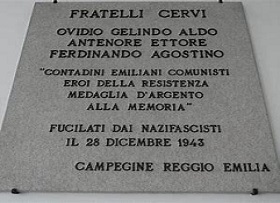 FRATELLI CERVI
OVIDIO GELINDO ALDO
ANTENORE ETTORE
FERDINANDO AGOSTINO
"CONTADINI EMILIANI COMUNISTI
EROI DELLA RESISTENZA
MEDAGLIA D'ARGENTO
ALLA MEMORIA"
FUCILATI DAI NAZIFASCISTI
IL 28 DICEMBRE 1943
CAMPEGINE REGGIO EMILIA